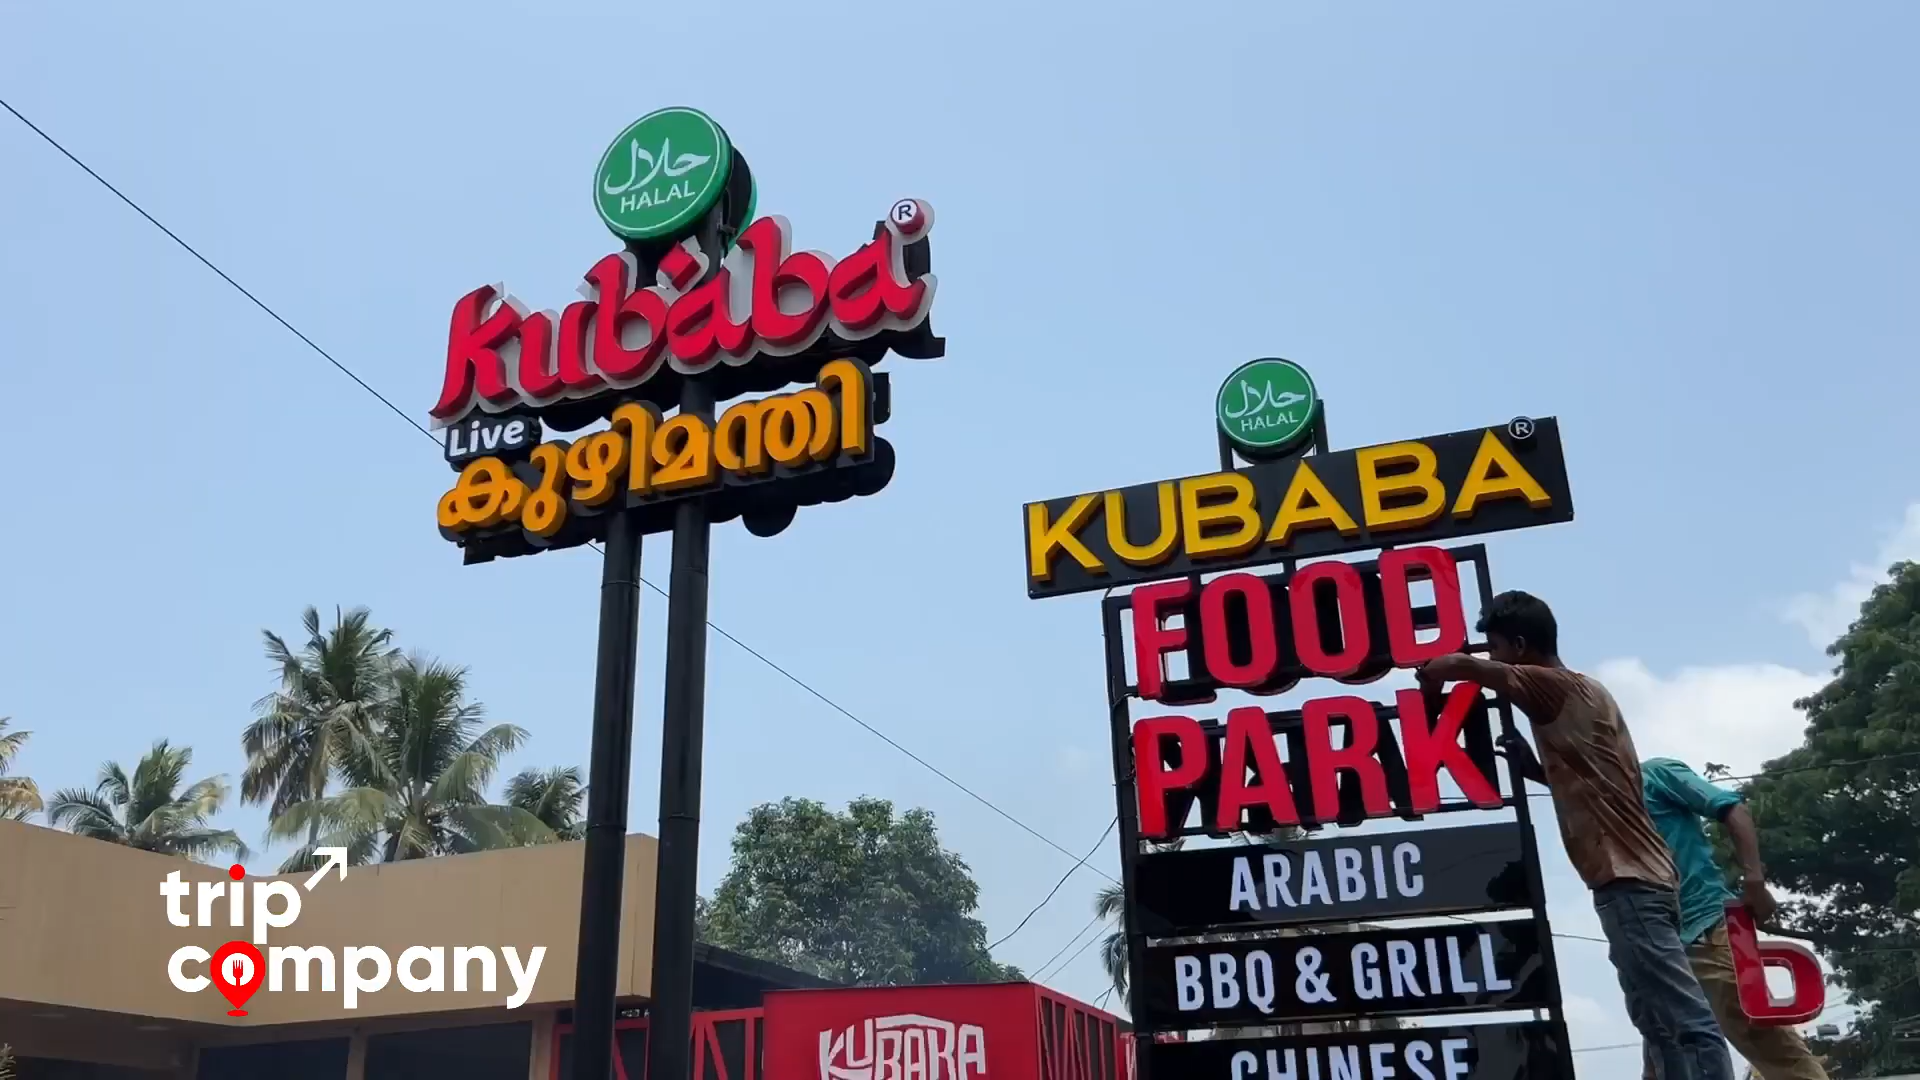 حلال
HALAL
Kubaba®
Live
കുഴിമന്തി
حلال
HALAL
KUBABA®
FOOD
PARK
ARABIC
BBQ & GRILL
CHINESE
KUBABA
trip
company